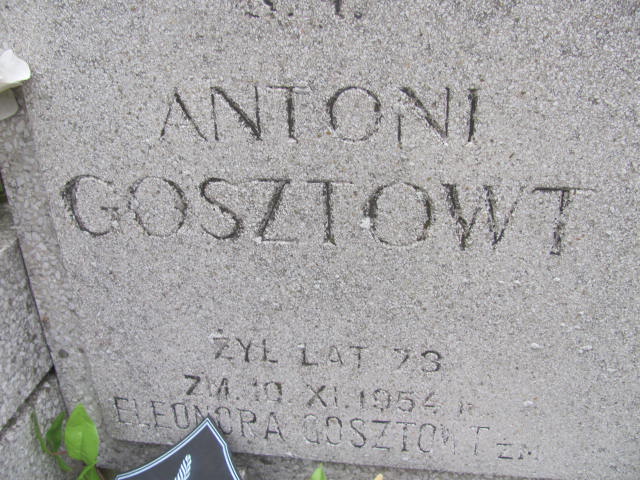 ANTONI
GOSZTOWT
ŻYŁ LAT 73
ZM. 10 XI. 1954 R
ELEONORA GOSZTOWT ZM